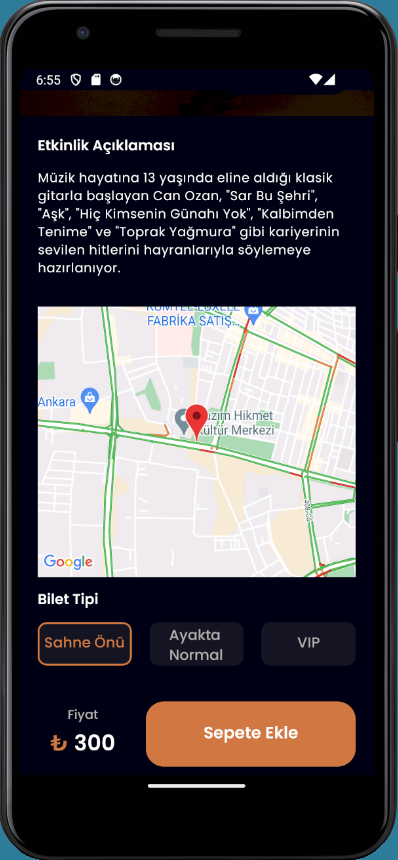 6:55
Etkinlik Açıklaması
Müzik hayatına 13 yaşında eline aldığı klasik
gitarla başlayan Can Ozan, "Sar Bu Şehri",
"Aşk", "Hiç Kimsenin Günahı Yok", "Kalbimden
Tenime" ve "Toprak Yağmura" gibi kariyerinin
sevilen hitlerini hayranlarıyla söylemeye
hazırlanıyor.
FABRİKA SATIŞ...
Ankara
Hikmet
Merkezi
Google
Bilet Tipi
Sahne Önü
Ayakta
Normal
VIP
Fiyat
₺ 300
Sepete Ekle